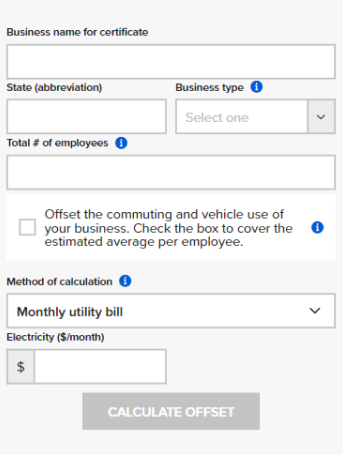 Business name for certificate
State (abbreviation) Business type i
Select one
Total # of employees i
Offset the commuting and vehicle use of
your business. Check the box to cover the i
estimated average per employee.
Method of calculation i
Monthly utility bill
Electricity ($/month)
$
CALCULATE OFFSET